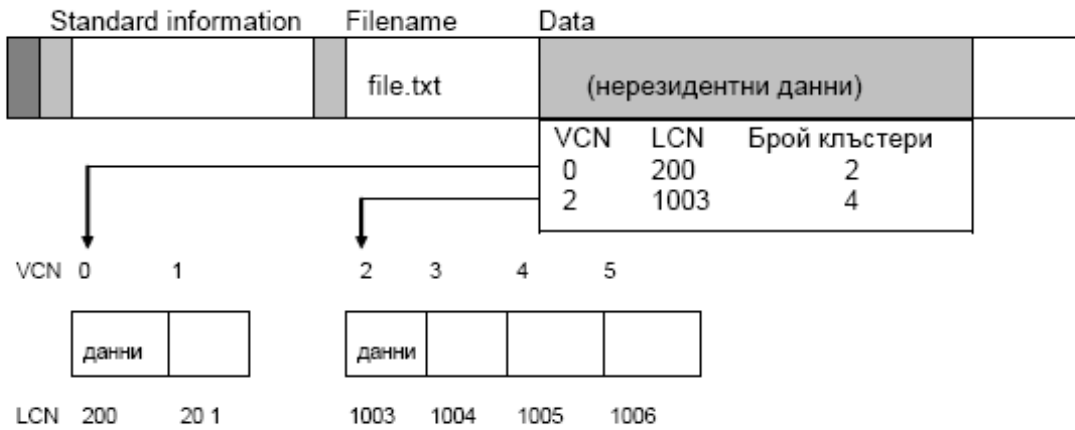 Standard information Filename Data
file.txt (нерезидентни данни)
VCN LCN Брой клъстери
0 200 2
2 1003 4
VCN 0 1 2 3 4 5
данни данни
LCN 200 20 1 1003 1004 1005 1006